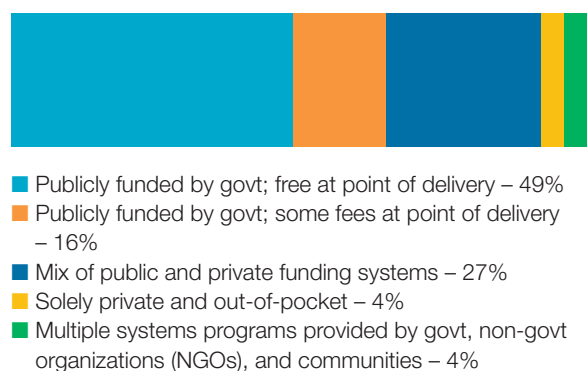 Publicly funded by govt; free at point of delivery – 49%
Publicly funded by govt; some fees at point of delivery
– 16%
Mix of public and private funding systems – 27%
Solely private and out-of-pocket – 4%
Multiple systems programs provided by govt, non-govt
organizations (NGOs), and communities – 4%